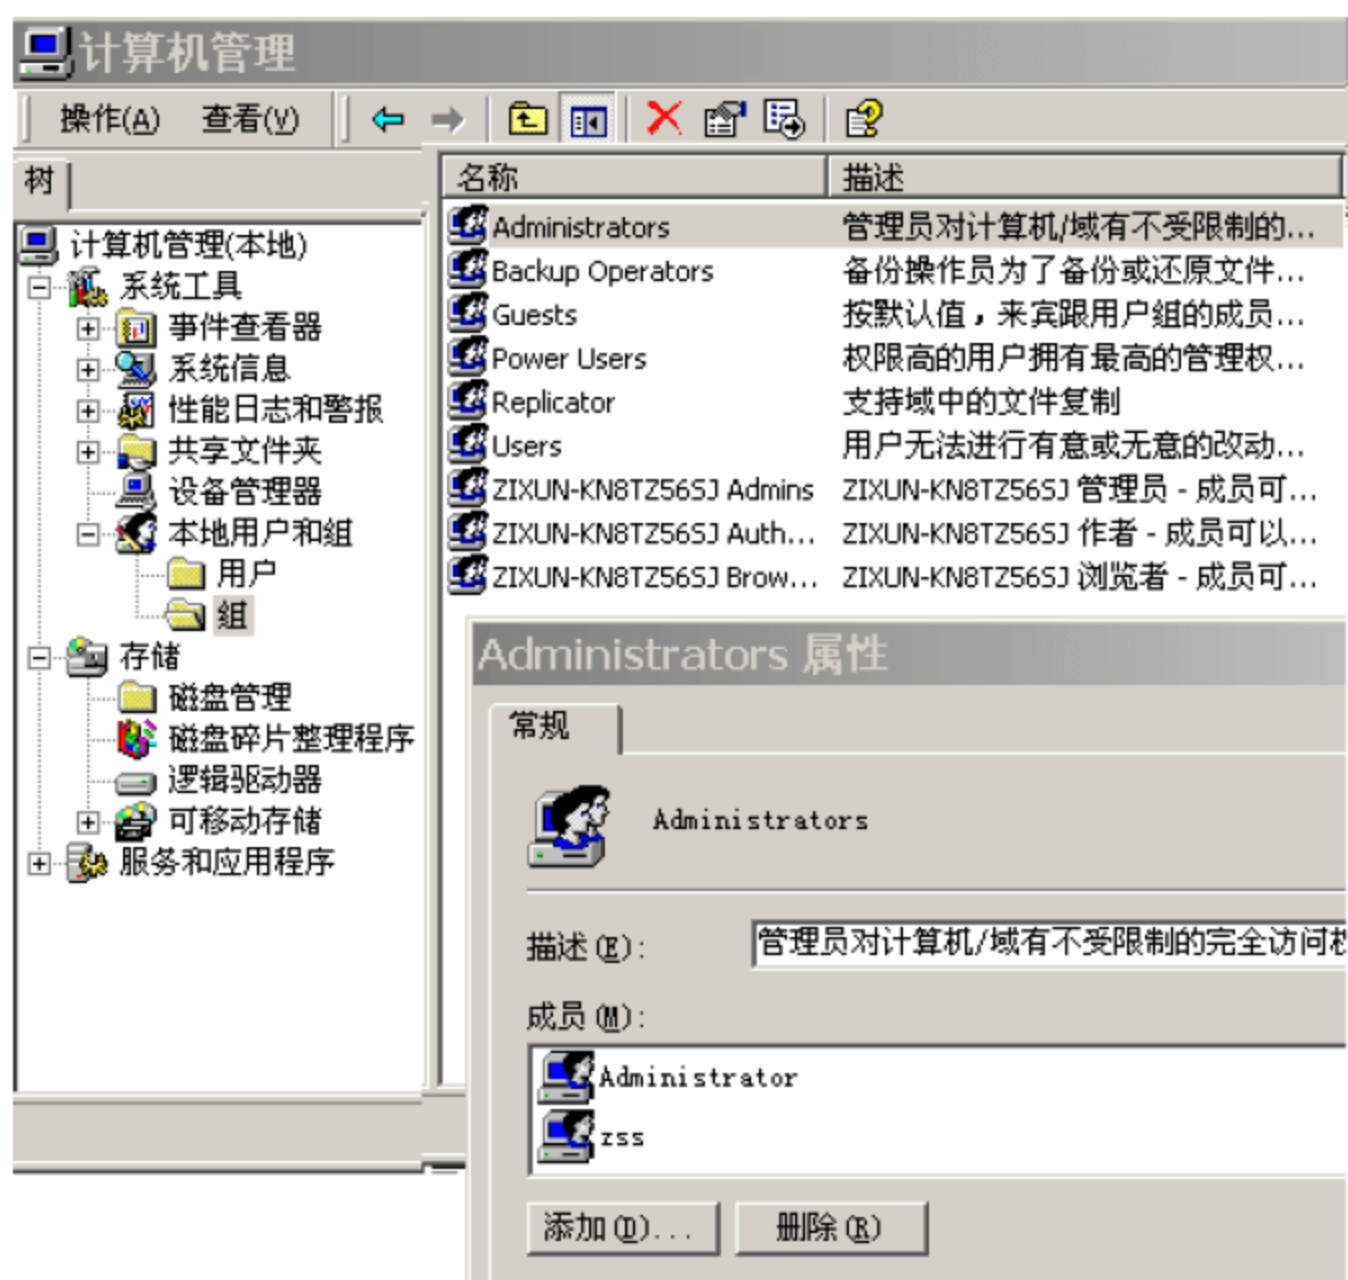 计算机管理
操作(A) 查看(V)
树
名称 描述
计算机管理(本地)
系统工具
事件查看器
系统信息
性能日志和警报
共享文件夹
设备管理器
本地用户和组
用户
组
存储
磁盘管理
磁盘碎片整理程序
逻辑驱动器
可移动存储
服务和应用程序
Administrators 管理员对计算机/域有不受限制的...
Backup Operators 备份操作员为了备份或还原文件...
Guests 按默认值，来宾跟用户组的成员...
Power Users 权限高的用户拥有最高的管理权...
Replicator 支持域中的文件复制
Users 用户无法进行有意或无意的改动...
ZIXUN-KN8TZ56SJ Admins ZIXUN-KN8TZ56SJ 管理员 - 成员可...
ZIXUN-KN8TZ56SJ Auth... ZIXUN-KN8TZ56SJ 作者 - 成员可以...
ZIXUN-KN8TZ56SJ Brow... ZIXUN-KN8TZ56SJ 浏览者 - 成员可...
Administrators 属性
常规
Administrators
描述(E): 管理员对计算机/域有不受限制的完全访问权
成员(M):
Administrator
zss
添加(D)... 删除(R)